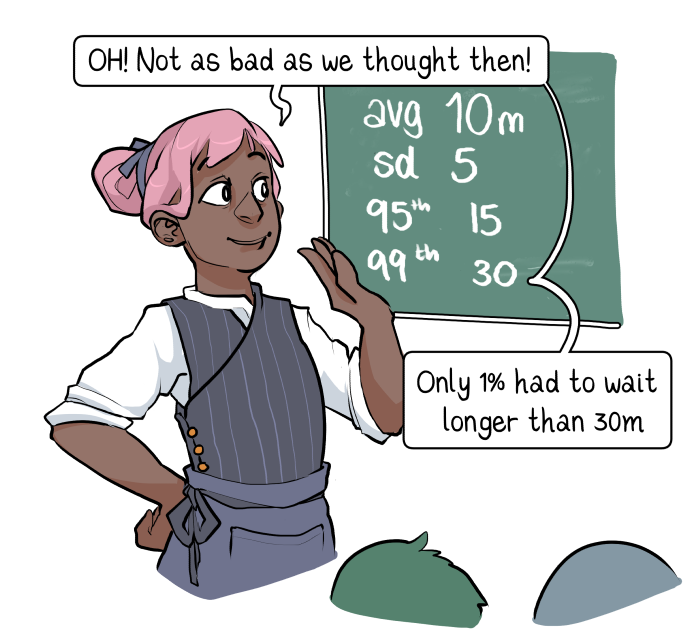 OH! Not as bad as we thought then!
avg 10m
sd 5
95th 15
99th 30
Only 1% had to wait
longer than 30m